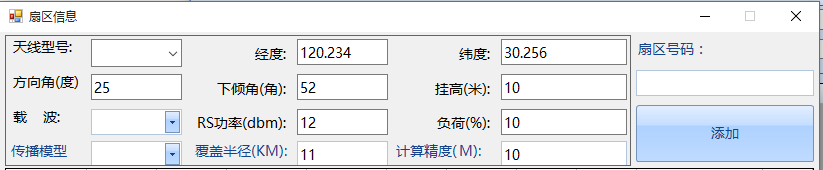 扇区信息
天线型号: 经度: 120.234 纬度: 30.256 扇区号码：
方向角(度) 25 下倾角(角): 52 挂高(米): 10
载 波: RS功率(dbm): 12 负荷(%): 10 添加
传播模型 覆盖半径(KM): 11 计算精度(M): 10